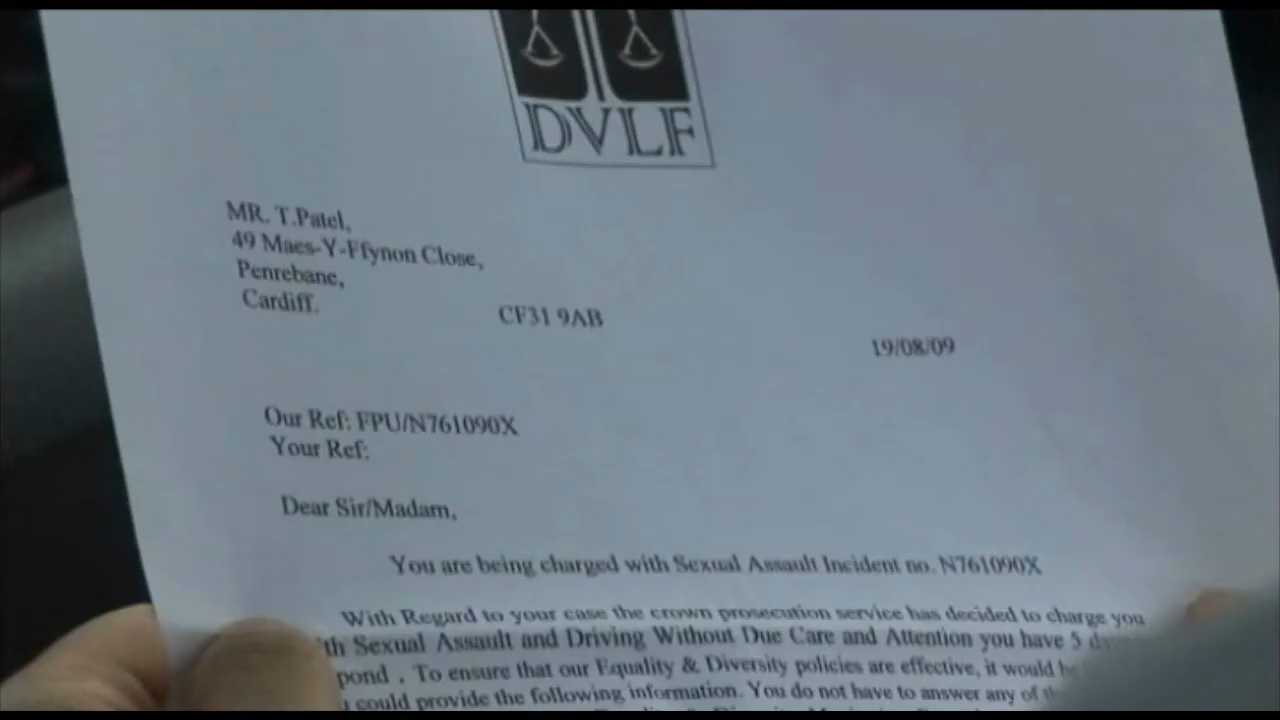 DVLF
MR. T.Patel,
49 Maes-Y-Ffynon Close,
Penrebane,
Cardiff.
CF31 9AB
19/08/09
Our Ref: FPU/N761090X
Your Ref:
Dear Sir/Madam,
You are being charged with Sexual Assault Incident no. N761090X
With Regard to your case the crown prosecution service has decided to charge you
th Sexual Assault and Driving Without Due Care and Attention you have 5
pond . To ensure that our Equality & Diversity policies are effective, it would
could provide the following information. You do not have to answer any of